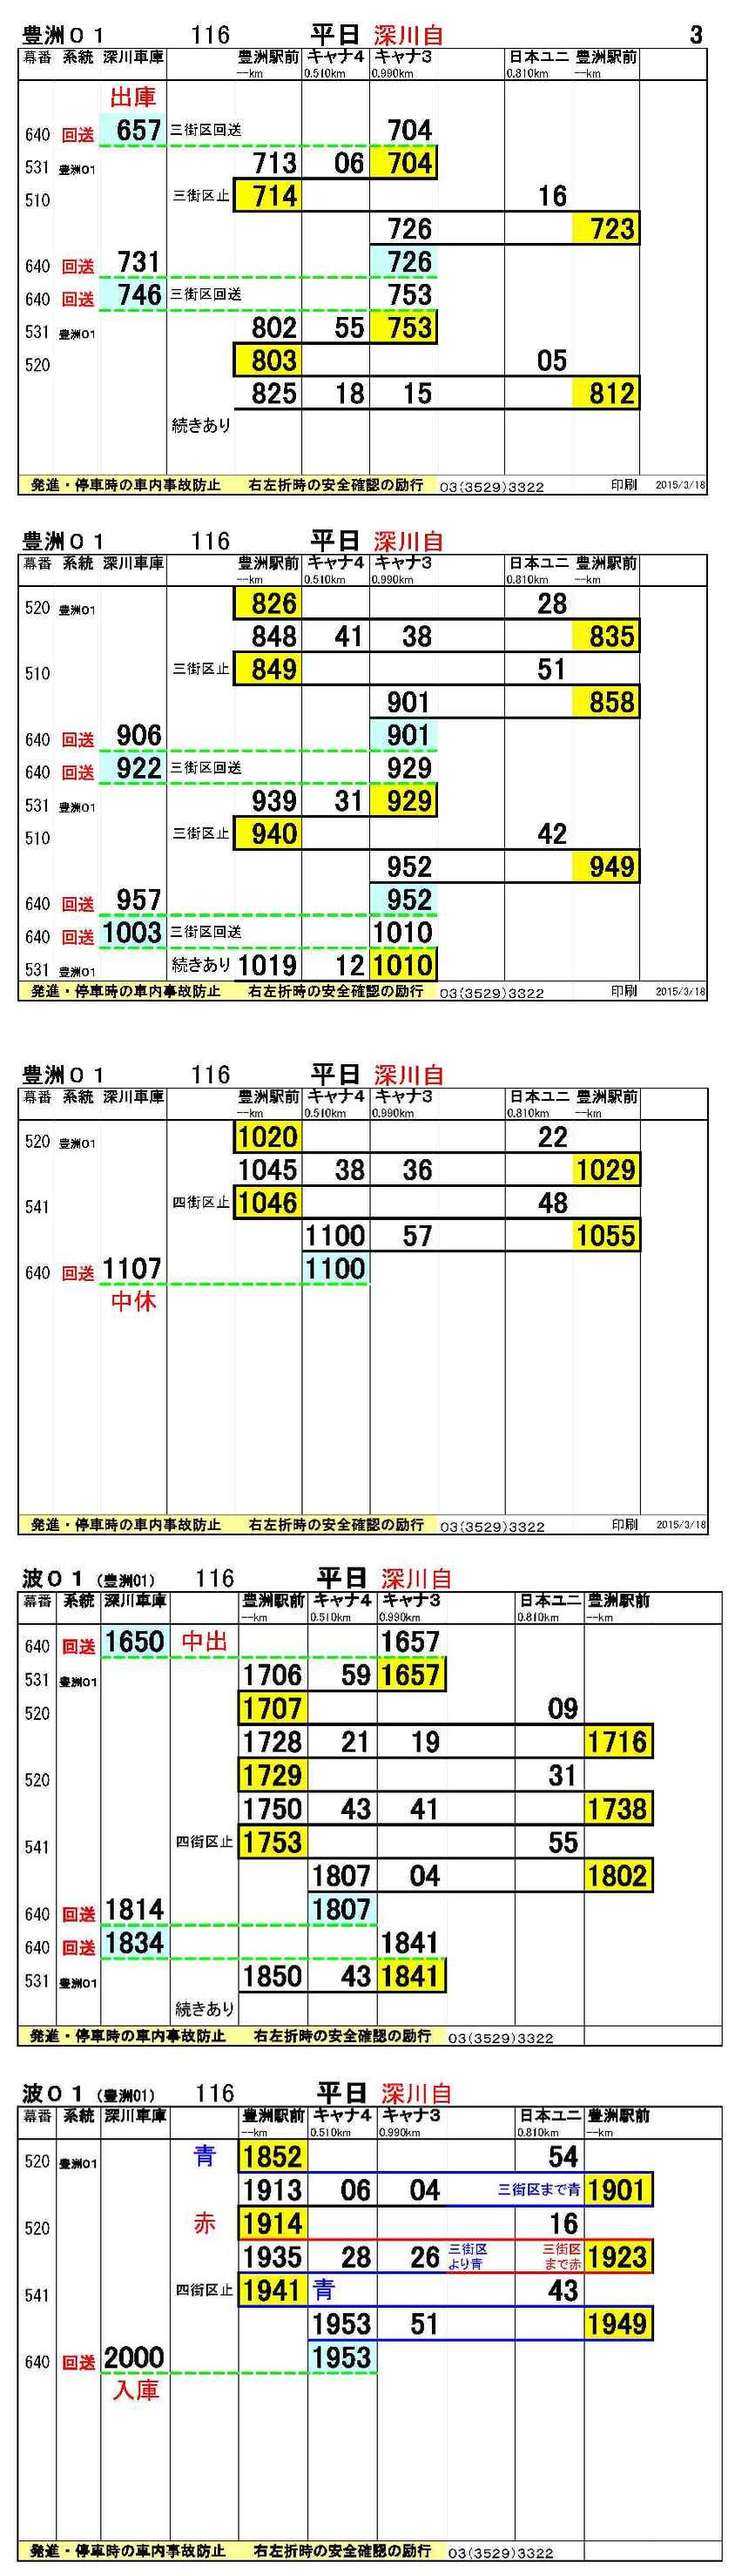 豊洲01 116 平日 深川自 3
幕番 系統 深川車庫 豊洲駅前 キャナ4 キャナ3 日本ユニ 豊洲駅前
--km 0.510km 0.990km 0.810km --km
出庫
640 回送 657 三街区回送 704
531 豊洲01 713 06 704
510 三街区止 714 16
726 723
640 回送 731 726
640 回送 746 三街区回送 753
531 豊洲01 802 55 753
520 803 05
825 18 15 812
続きあり
発進・停車時の車内事故防止 右左折時の安全確認の励行 03(3529)3322 印刷 2015/3/18
豊洲01 116 平日 深川自
幕番 系統 深川車庫 豊洲駅前 キャナ4 キャナ3 日本ユニ 豊洲駅前
--km 0.510km 0.990km 0.810km --km
520 豊洲01 826 28
848 41 38 835
510 三街区止 849 51
901 858
640 回送 906 901
640 回送 922 三街区回送 929
531 豊洲01 939 31 929
510 三街区止 940 42
952 949
640 回送 957 952
640 回送 1003 三街区回送 1010
531 豊洲01 続きあり 1019 12 1010
発進・停車時の車内事故防止 右左折時の安全確認の励行 03(3529)3322 印刷 2015/3/18
豊洲01 116 平日 深川自
幕番 系統 深川車庫 豊洲駅前 キャナ4 キャナ3 日本ユニ 豊洲駅前
--km 0.510km 0.990km 0.810km --km
520 豊洲01 1020 22
1045 38 36 1029
541 四街区止 1046 48
1100 57 1055
640 回送 1107 1100
中休
発進・停車時の車内事故防止 右左折時の安全確認の励行 03(3529)3322 印刷 2015/3/18
波01 (豊洲01) 116 平日 深川自
幕番 系統 深川車庫 豊洲駅前 キャナ4 キャナ3 日本ユニ 豊洲駅前
--km 0.510km 0.990km 0.810km --km
640 回送 1650 中出 1657
531 豊洲01 1706 59 1657
520 1707 09
1728 21 19 1716
520 1729 31
1750 43 41 1738
541 四街区止 1753 55
1807 04 1802
640 回送 1814 1807
640 回送 1834 1841
531 豊洲01 1850 43 1841
続きあり
発進・停車時の車内事故防止 右左折時の安全確認の励行 03(3529)3322
波01 (豊洲01) 116 平日 深川自
幕番 系統 深川車庫 豊洲駅前 キャナ4 キャナ3 日本ユニ 豊洲駅前
--km 0.510km 0.990km 0.810km --km
520 豊洲01 青 1852 54
1913 06 04 三街区まで青 1901
520 赤 1914 16
1935 28 26 三街区より青 三街区まで赤 1923
541 四街区止 1941 青 43
1953 51 1949
640 回送 2000 1953
入庫
発進・停車時の車内事故防止 右左折時の安全確認の励行 03(3529)3322